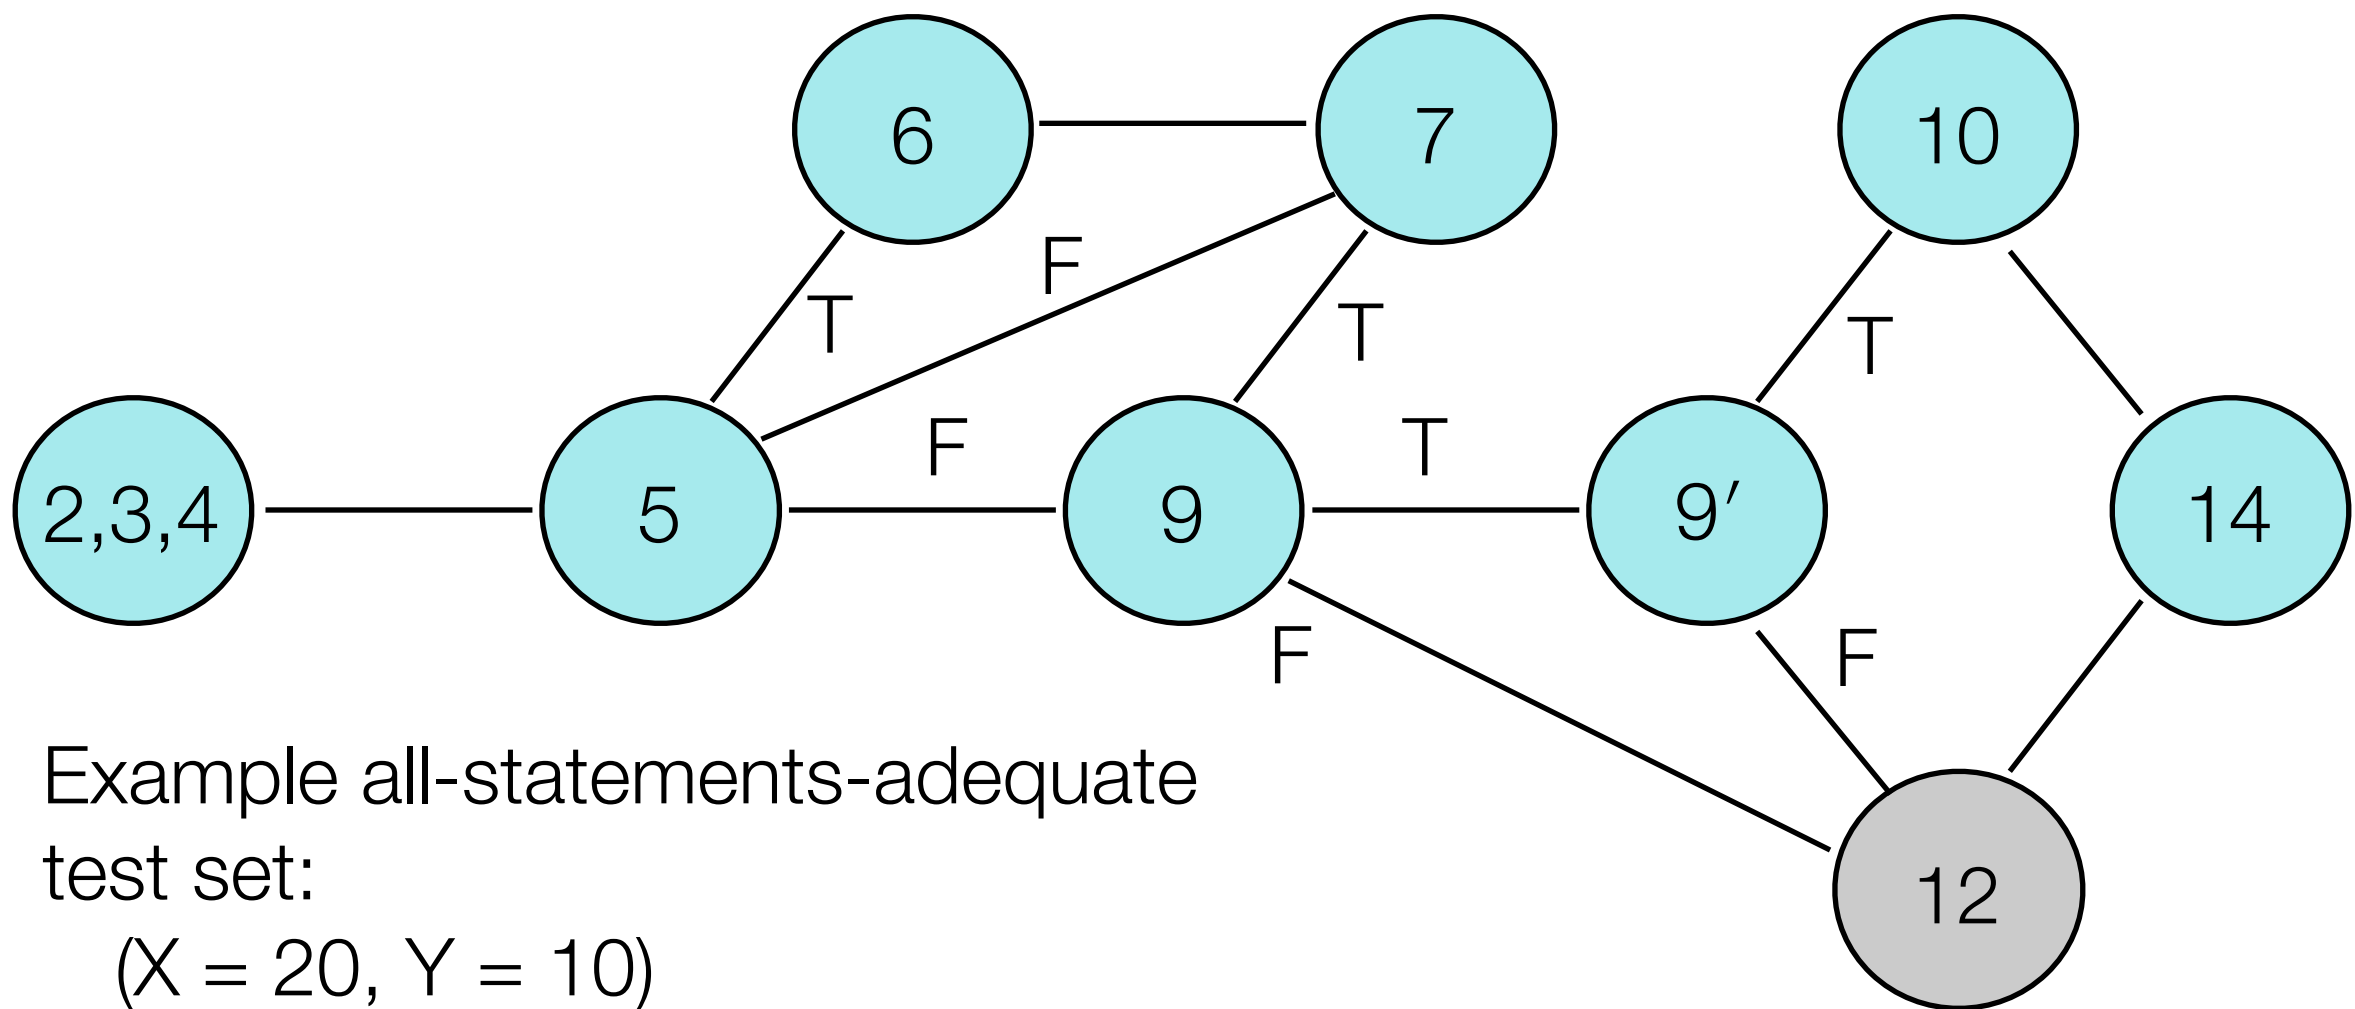 6
7
10
F
T
T
T
F
T
2,3,4
5
9
9′
14
F
F
12
Example all-statements-adequate
test set:
(X = 20, Y = 10)